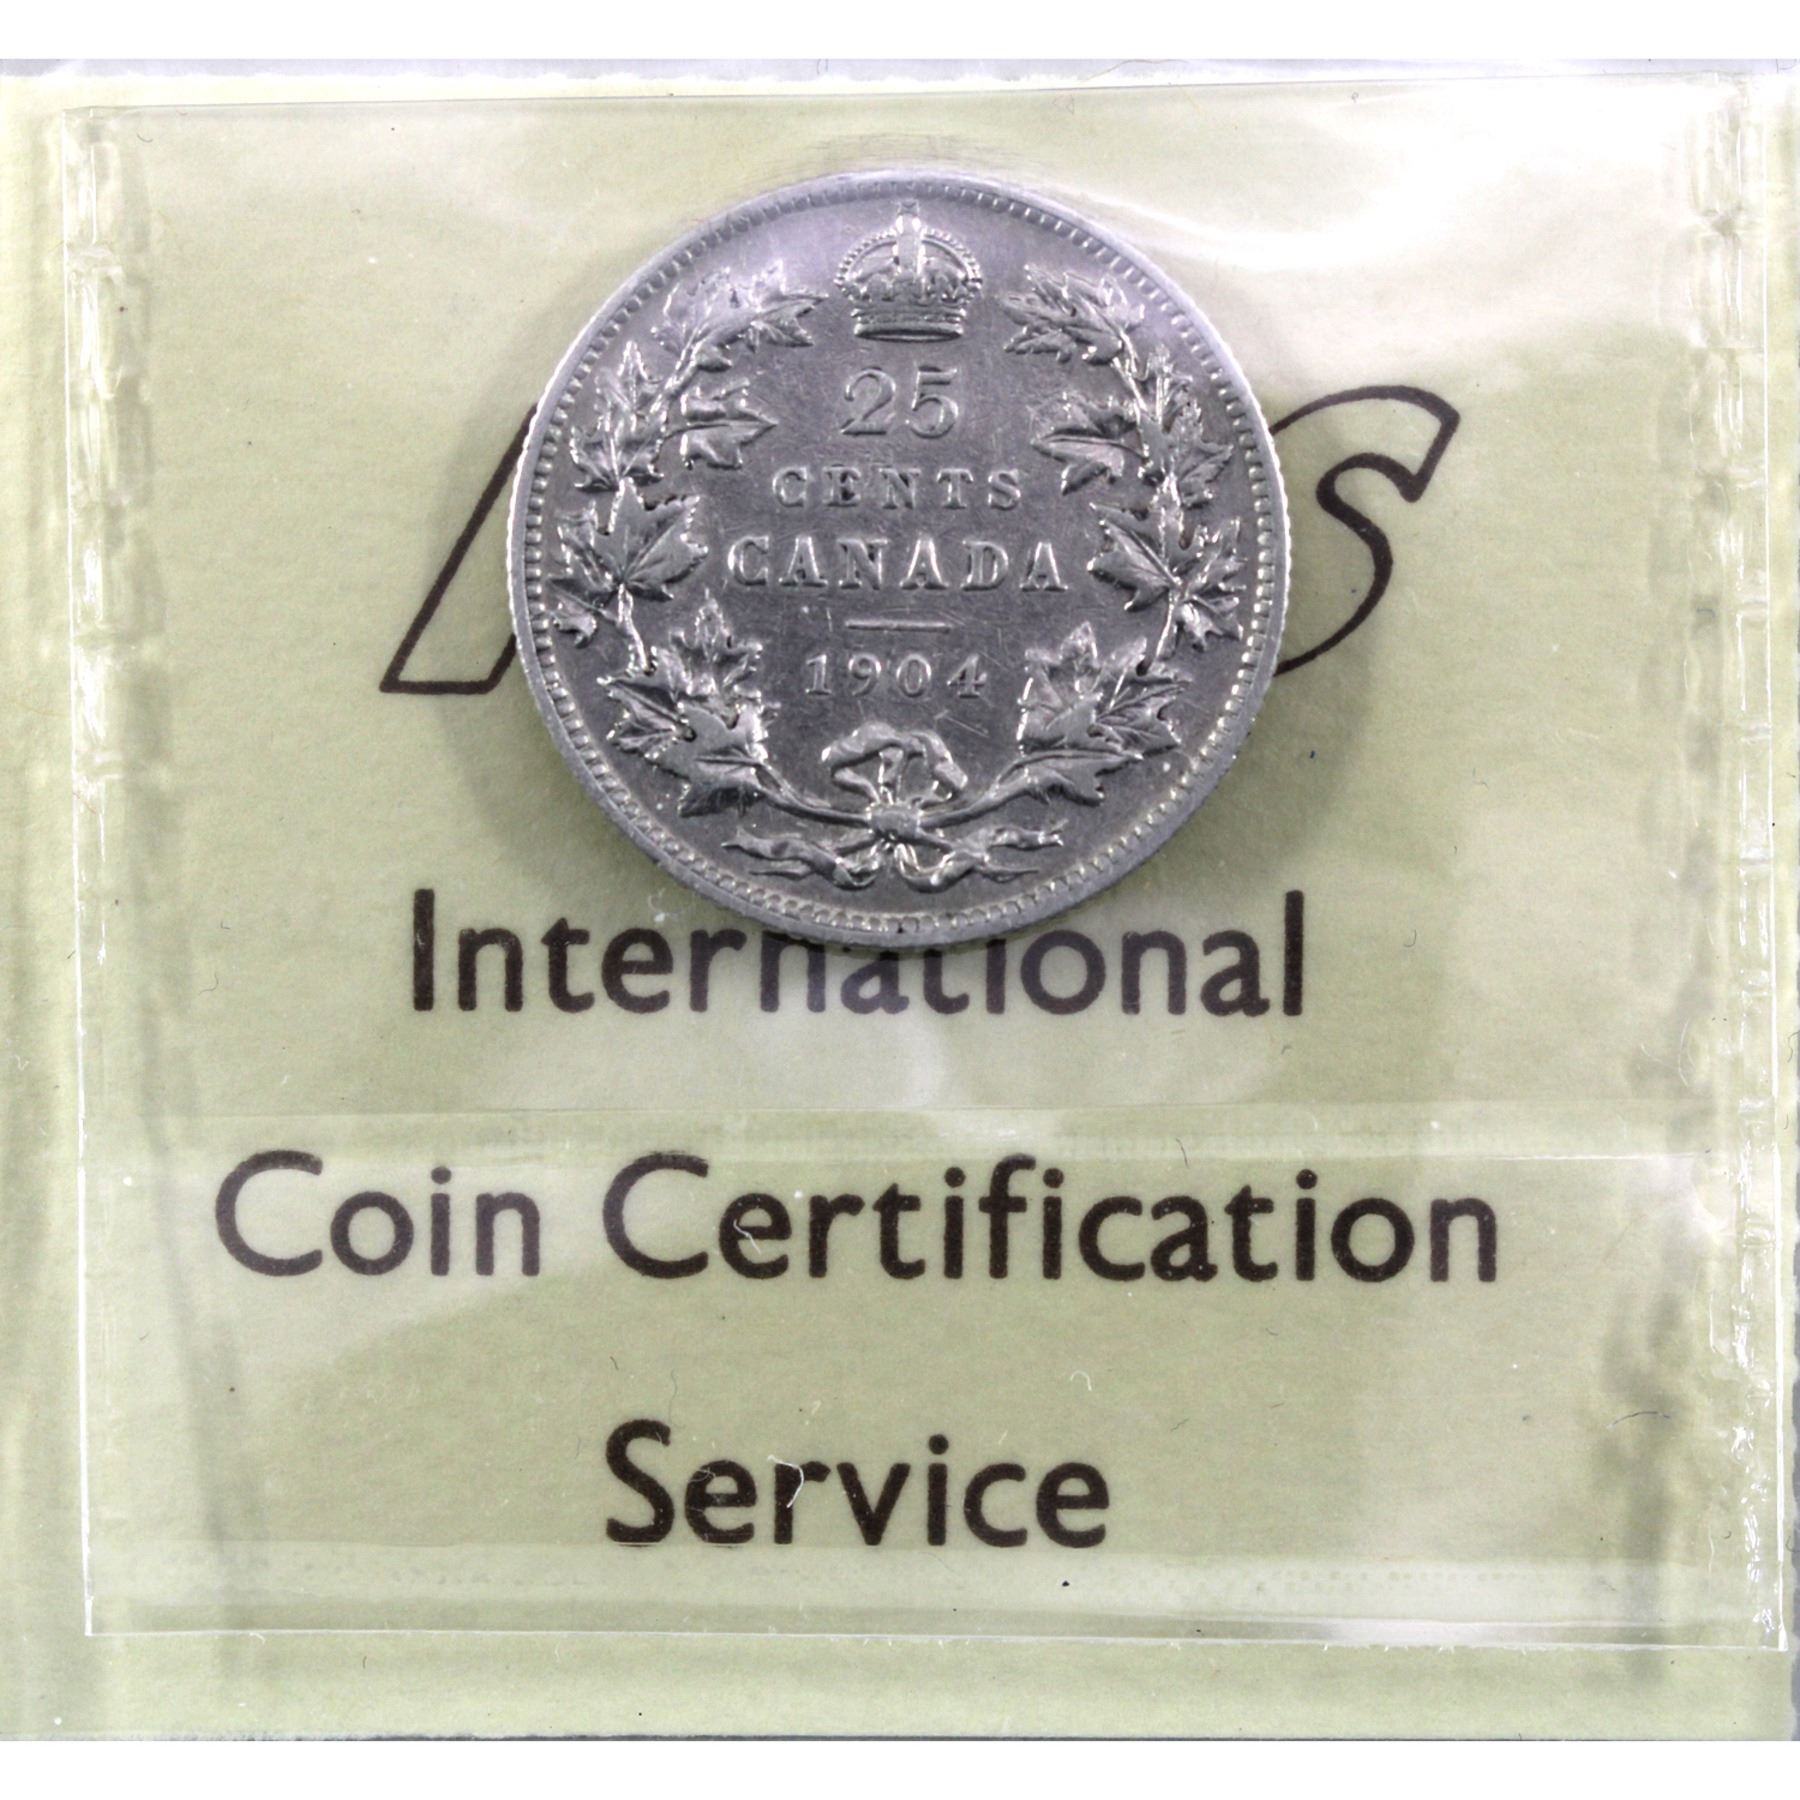 25
CENTS
CANADA
1904
International
Coin Certification
Service